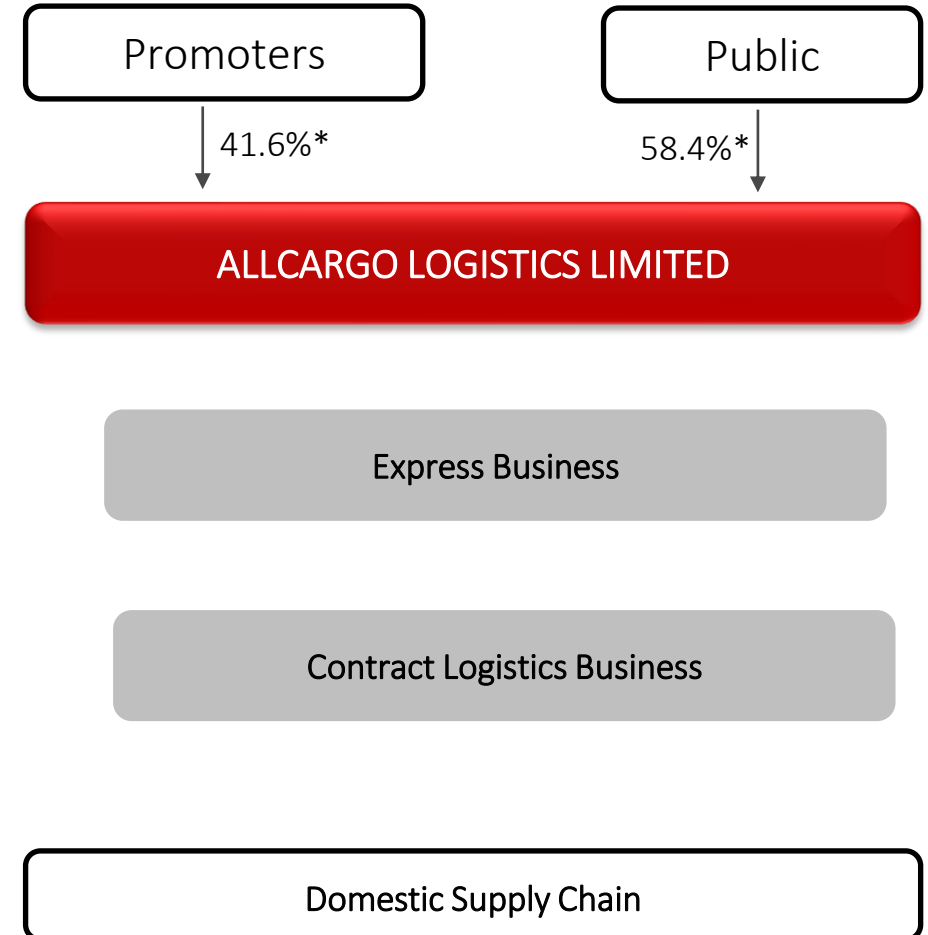 Promoters
Public
41.6%*
58.4%*
ALLCARGO LOGISTICS LIMITED
Express Business
Contract Logistics Business
Domestic Supply Chain